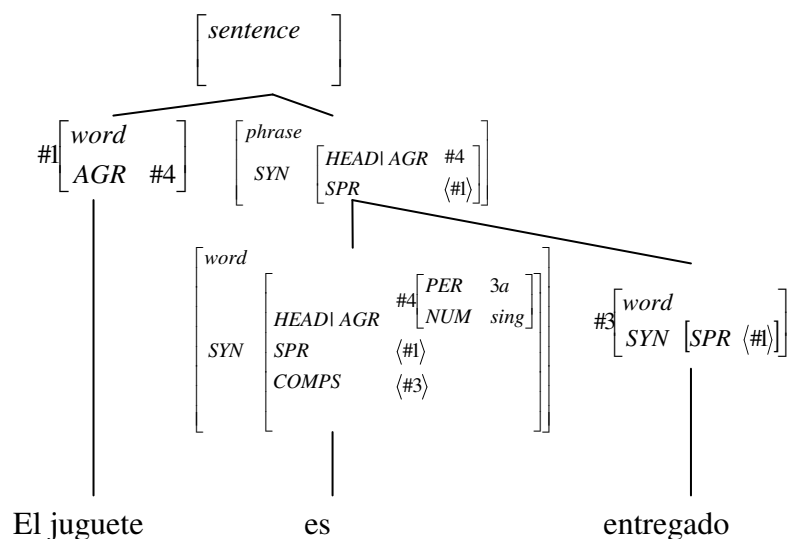 sentence
#1 word
AGR #4
phrase
SYN HEAD| AGR #4
SPR ⟨#1⟩
word
SYN HEAD| AGR #4 PER 3a
NUM sing
SPR ⟨#1⟩
COMPS ⟨#3⟩
#3 word
SYN [SPR ⟨#1⟩]
El juguete es entregado